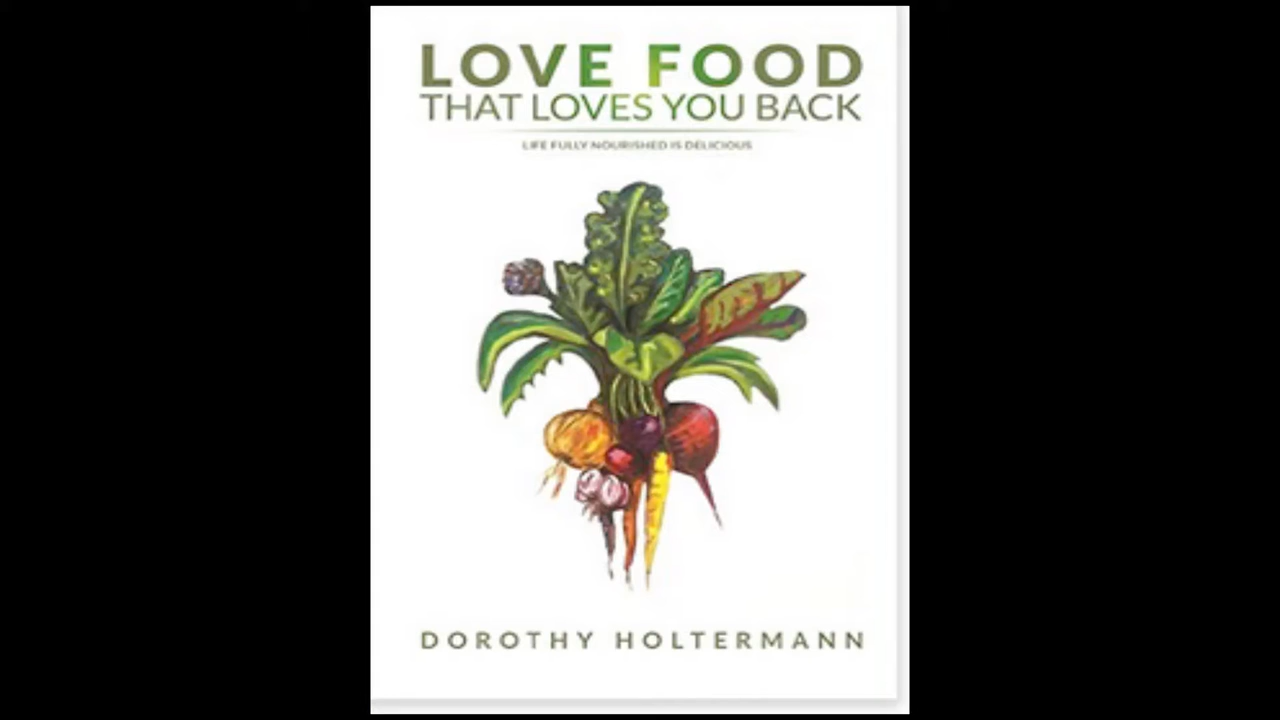 LOVE FOOD
THAT LOVES YOU BACK
LIFE FULLY NOURISHED IS DELICIOUS
DOROTHY HOLTERMANN